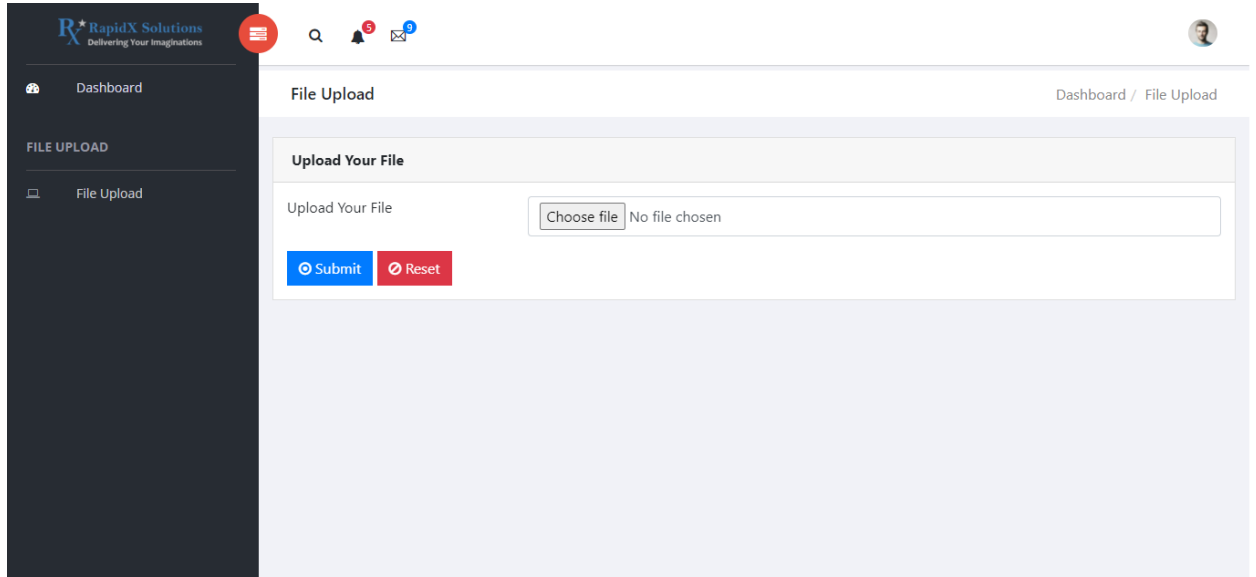 RapidX Solutions
Delivering Your Imaginations
5
9
Dashboard
File Upload
Dashboard / File Upload
FILE UPLOAD
File Upload
Upload Your File
Upload Your File
Choose file No file chosen
Submit
Reset